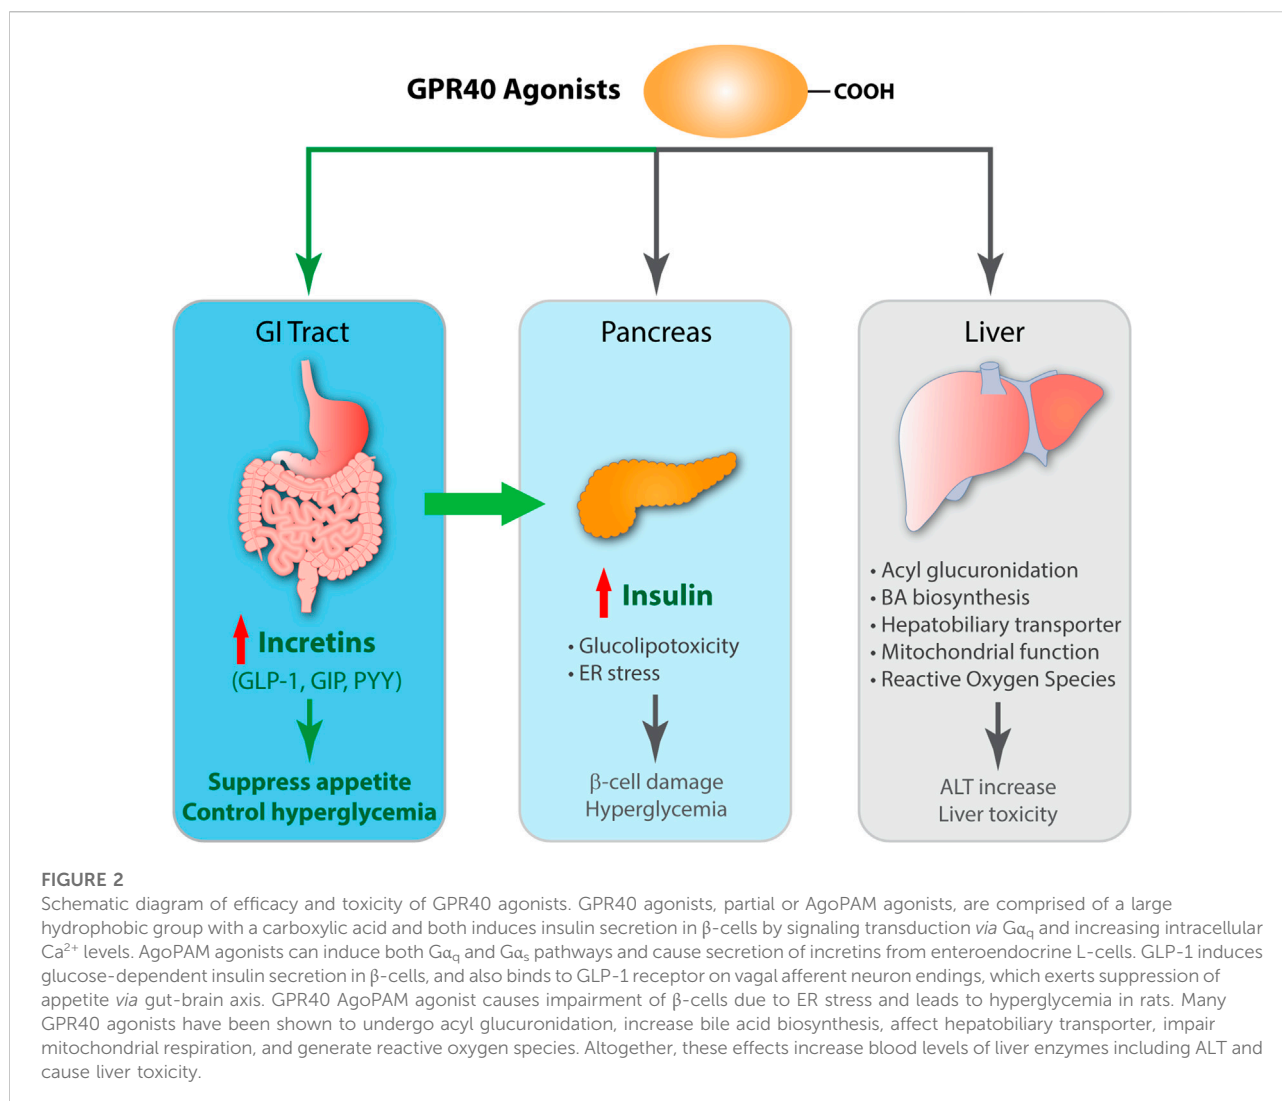 GPR40 Agonists
COOH
GI Tract
Incretins
(GLP-1, GIP, PYY)
Suppress appetite
Control hyperglycemia
Pancreas
Insulin
• Glucolipotoxicity
• ER stress
β-cell damage
Hyperglycemia
Liver
• Acyl glucuronidation
• BA biosynthesis
• Hepatobiliary transporter
• Mitochondrial function
• Reactive Oxygen Species
ALT increase
Liver toxicity
FIGURE 2
Schematic diagram of efficacy and toxicity of GPR40 agonists. GPR40 agonists, partial or AgoPAM agonists, are comprised of a large
hydrophobic group with a carboxylic acid and both induces insulin secretion in β-cells by signaling transduction via Gαq and increasing intracellular
Ca²⁺ levels. AgoPAM agonists can induce both Gαq and Gαs pathways and cause secretion of incretins from enteroendocrine L-cells. GLP-1 induces
glucose-dependent insulin secretion in β-cells, and also binds to GLP-1 receptor on vagal afferent neuron endings, which exerts suppression of
appetite via gut-brain axis. GPR40 AgoPAM agonist causes impairment of β-cells due to ER stress and leads to hyperglycemia in rats. Many
GPR40 agonists have been shown to undergo acyl glucuronidation, increase bile acid biosynthesis, affect hepatobiliary transporter, impair
mitochondrial respiration, and generate reactive oxygen species. Altogether, these effects increase blood levels of liver enzymes including ALT and
cause liver toxicity.